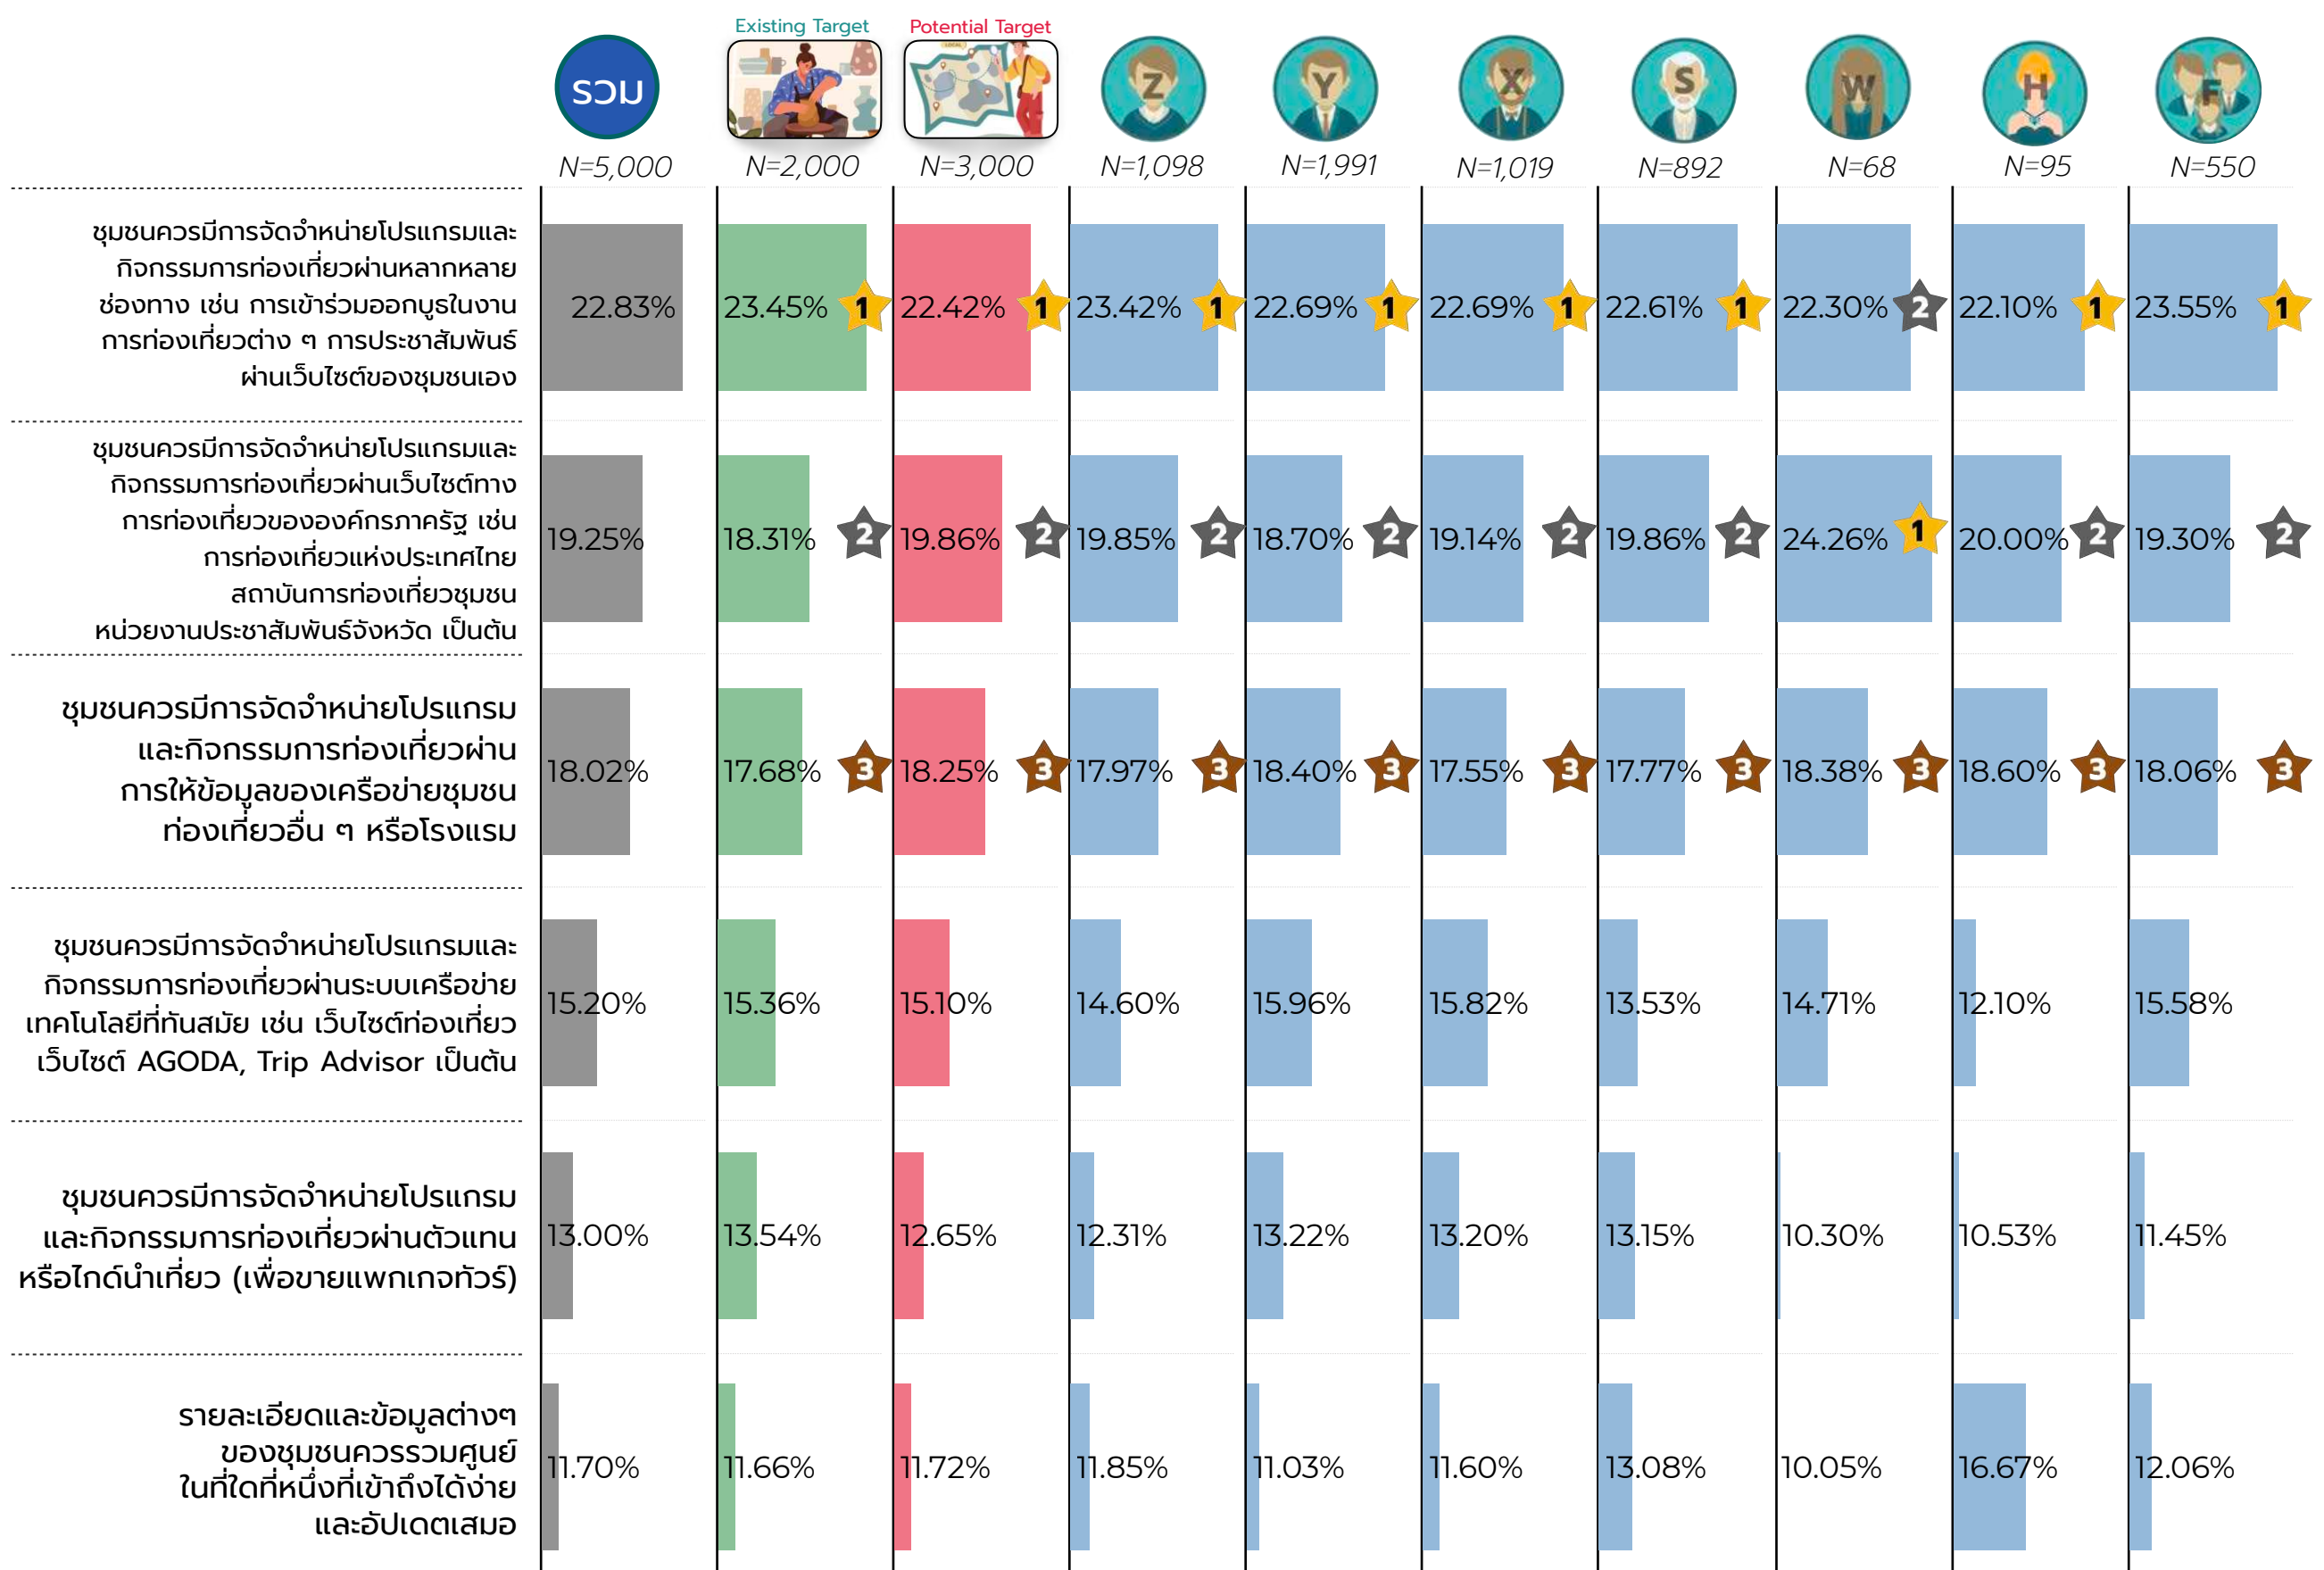 Existing Target
Potential Target
LOCAL
รวม
Z
Y
X
S
W
H
F
N=5,000
N=2,000
N=3,000
N=1,098
N=1,991
N=1,019
N=892
N=68
N=95
N=550
ชุมชนควรมีการจัดจำหน่ายโปรแกรมและ
กิจกรรมการท่องเที่ยวผ่านหลากหลาย
ช่องทาง เช่น การเข้าร่วมออกบูธในงาน
การท่องเที่ยวต่าง ๆ การประชาสัมพันธ์
ผ่านเว็บไซต์ของชุมชนเอง
22.83%
23.45% 1
22.42% 1
23.42% 1
22.69% 1
22.69% 1
22.61% 1
22.30% 2
22.10% 1
23.55% 1
ชุมชนควรมีการจัดจำหน่ายโปรแกรมและ
กิจกรรมการท่องเที่ยวผ่านเว็บไซต์ทาง
การท่องเที่ยวขององค์กรภาครัฐ เช่น
การท่องเที่ยวแห่งประเทศไทย
สถาบันการท่องเที่ยวชุมชน
หน่วยงานประชาสัมพันธ์จังหวัด เป็นต้น
19.25%
18.31% 2
19.86% 2
19.85% 2
18.70% 2
19.14% 2
19.86% 2
24.26% 1
20.00% 2
19.30% 2
ชุมชนควรมีการจัดจำหน่ายโปรแกรม
และกิจกรรมการท่องเที่ยวผ่าน
การให้ข้อมูลของเครือข่ายชุมชน
ท่องเที่ยวอื่น ๆ หรือโรงแรม
18.02%
17.68% 3
18.25% 3
17.97% 3
18.40% 3
17.55% 3
17.77% 3
18.38% 3
18.60% 3
18.06% 3
ชุมชนควรมีการจัดจำหน่ายโปรแกรมและ
กิจกรรมการท่องเที่ยวผ่านระบบเครือข่าย
เทคโนโลยีที่ทันสมัย เช่น เว็บไซต์ท่องเที่ยว
เว็บไซต์ AGODA, Trip Advisor เป็นต้น
15.20%
15.36%
15.10%
14.60%
15.96%
15.82%
13.53%
14.71%
12.10%
15.58%
ชุมชนควรมีการจัดจำหน่ายโปรแกรม
และกิจกรรมการท่องเที่ยวผ่านตัวแทน
หรือไกด์นำเที่ยว (เพื่อขายแพกเกจทัวร์)
13.00%
13.54%
12.65%
12.31%
13.22%
13.20%
13.15%
10.30%
10.53%
11.45%
รายละเอียดและข้อมูลต่างๆ
ของชุมชนควรรวมศูนย์
ในที่ใดที่หนึ่งที่เข้าถึงได้ง่าย
และอัปเดตเสมอ
11.70%
11.66%
11.72%
11.85%
11.03%
11.60%
13.08%
10.05%
16.67%
12.06%